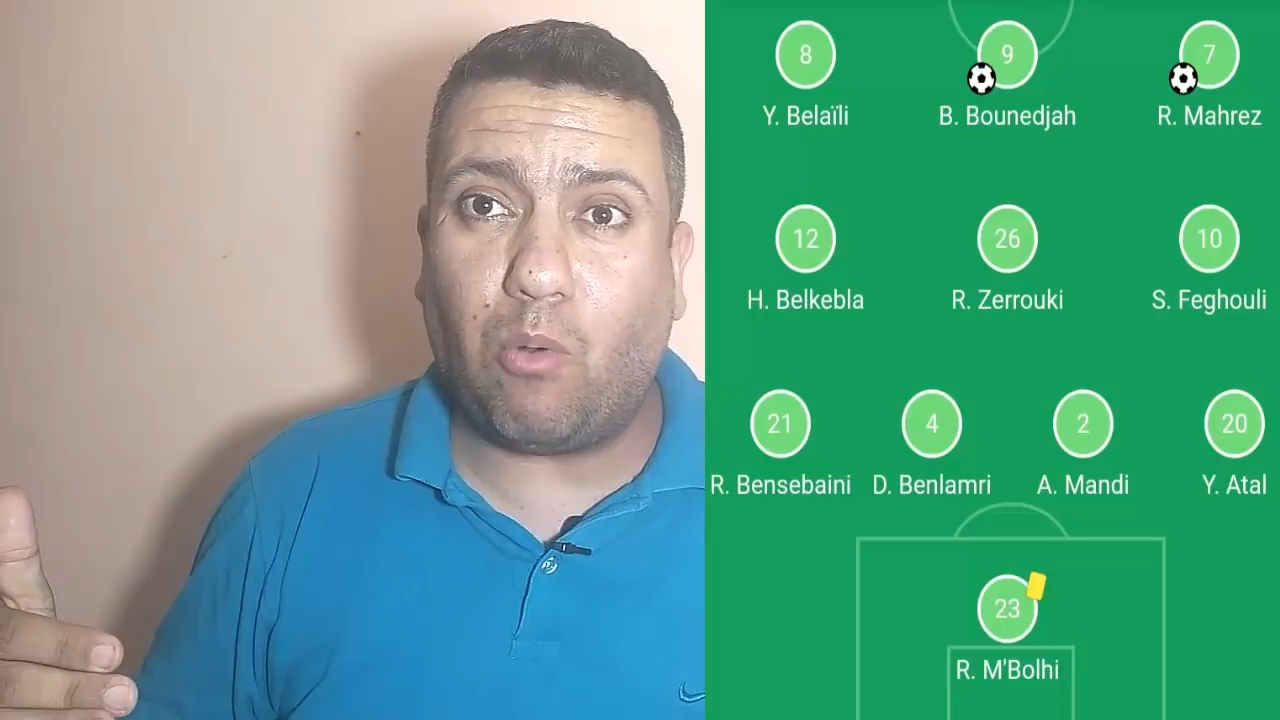 8 9 7
Y. Belaïli B. Bounedjah R. Mahrez
12 26 10
H. Belkebla R. Zerrouki S. Feghouli
21 4 2 20
R. Bensebaini D. Benlamri A. Mandi Y. Atal
23
R. M'Bolhi